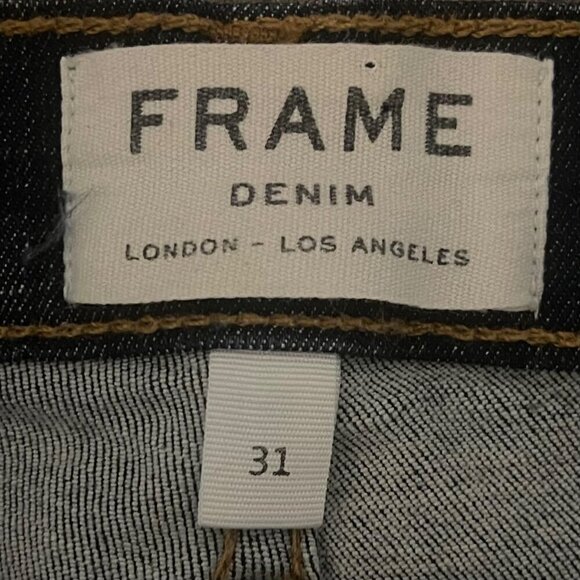 FRAME
DENIM
LONDON - LOS ANGELES
31